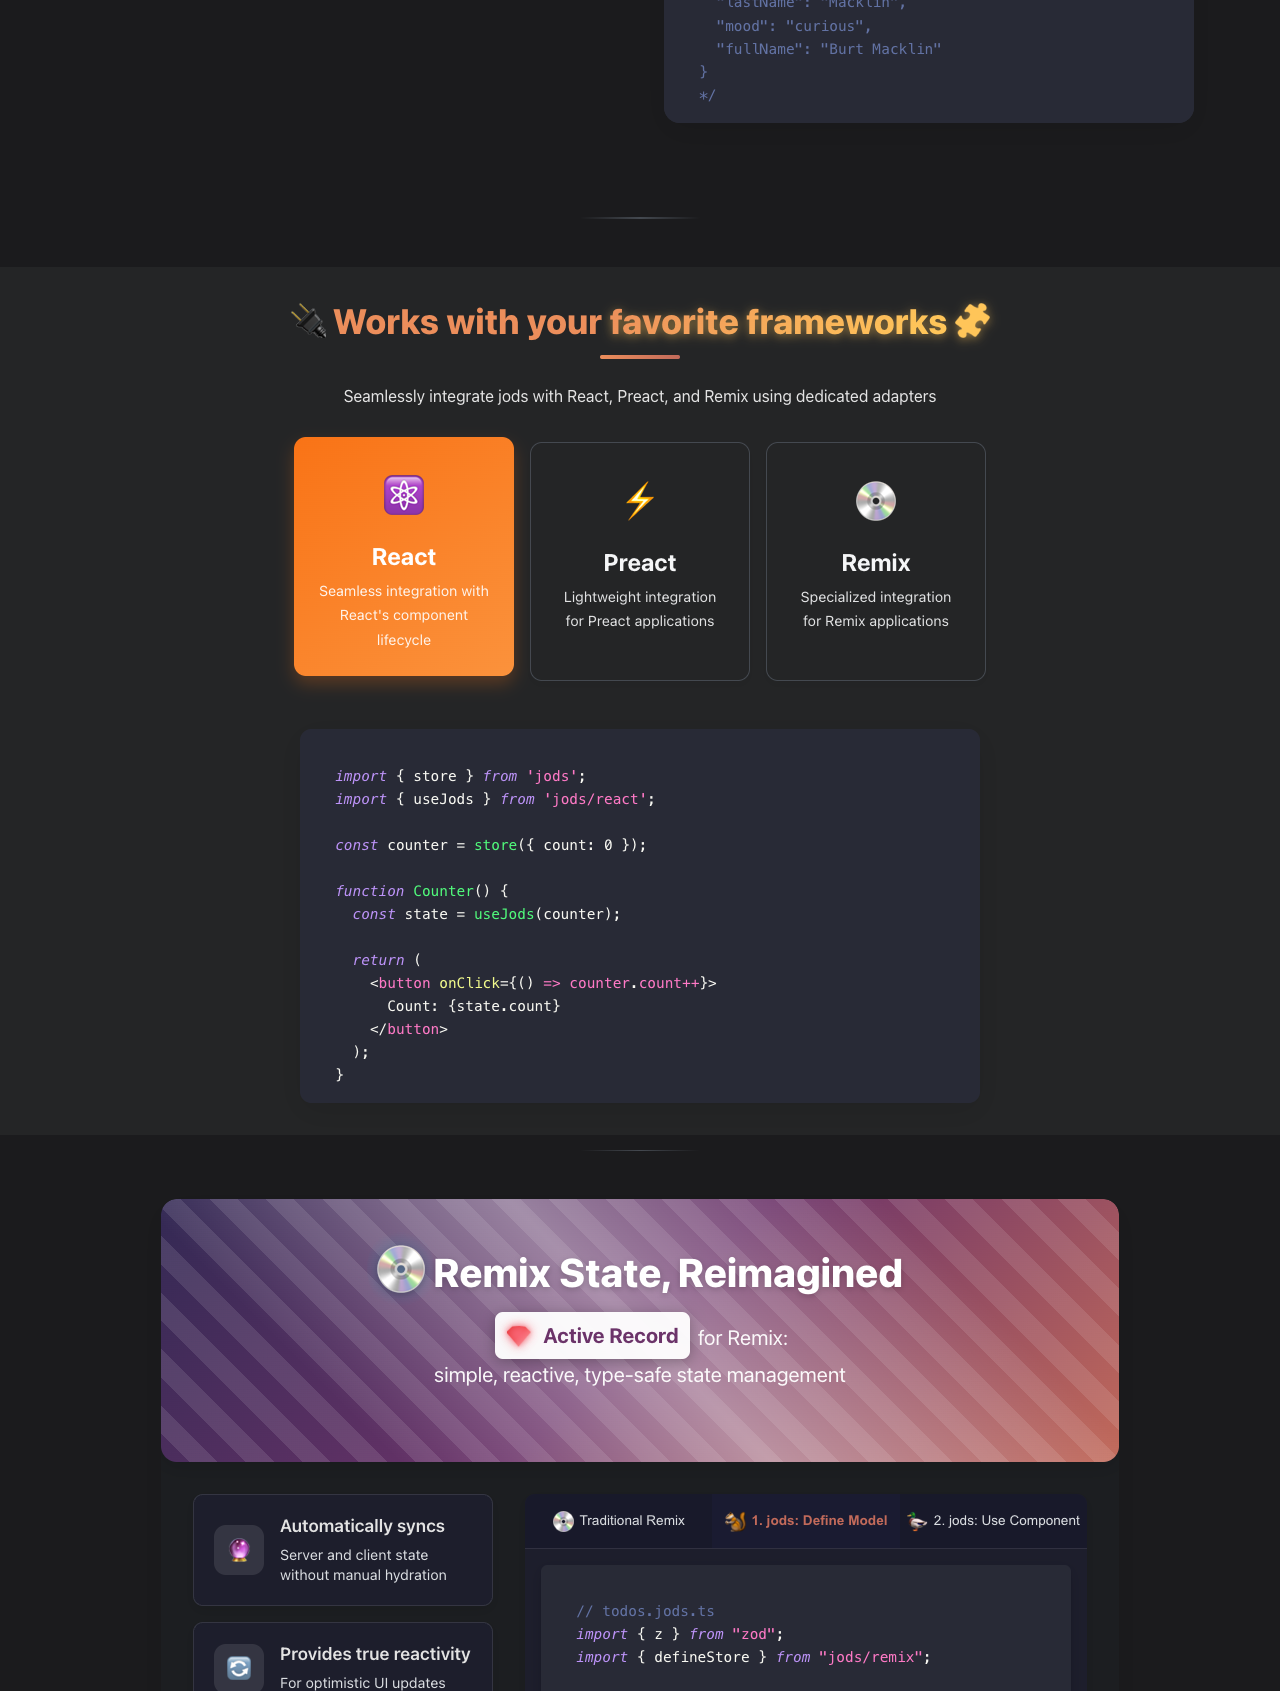 "lastName": "Macklin",
"mood": "curious",
"fullName": "Burt Macklin"
}
*/
Works with your favorite frameworks
Seamlessly integrate jods with React, Preact, and Remix using dedicated adapters
React
Seamless integration with
React's component
lifecycle
Preact
Lightweight integration
for Preact applications
Remix
Specialized integration
for Remix applications
import { store } from 'jods';
import { useJods } from 'jods/react';
const counter = store({ count: 0 });
function Counter() {
const state = useJods(counter);
return (
<button onClick={() => counter.count++}>
Count: {state.count}
</button>
);
}
Remix State, Reimagined
Active Record for Remix:
simple, reactive, type-safe state management
Automatically syncs
Server and client state
without manual hydration
Provides true reactivity
For optimistic UI updates
Traditional Remix
1. jods: Define Model
2. jods: Use Component
// todos.jods.ts
import { z } from "zod";
import { defineStore } from "jods/remix";